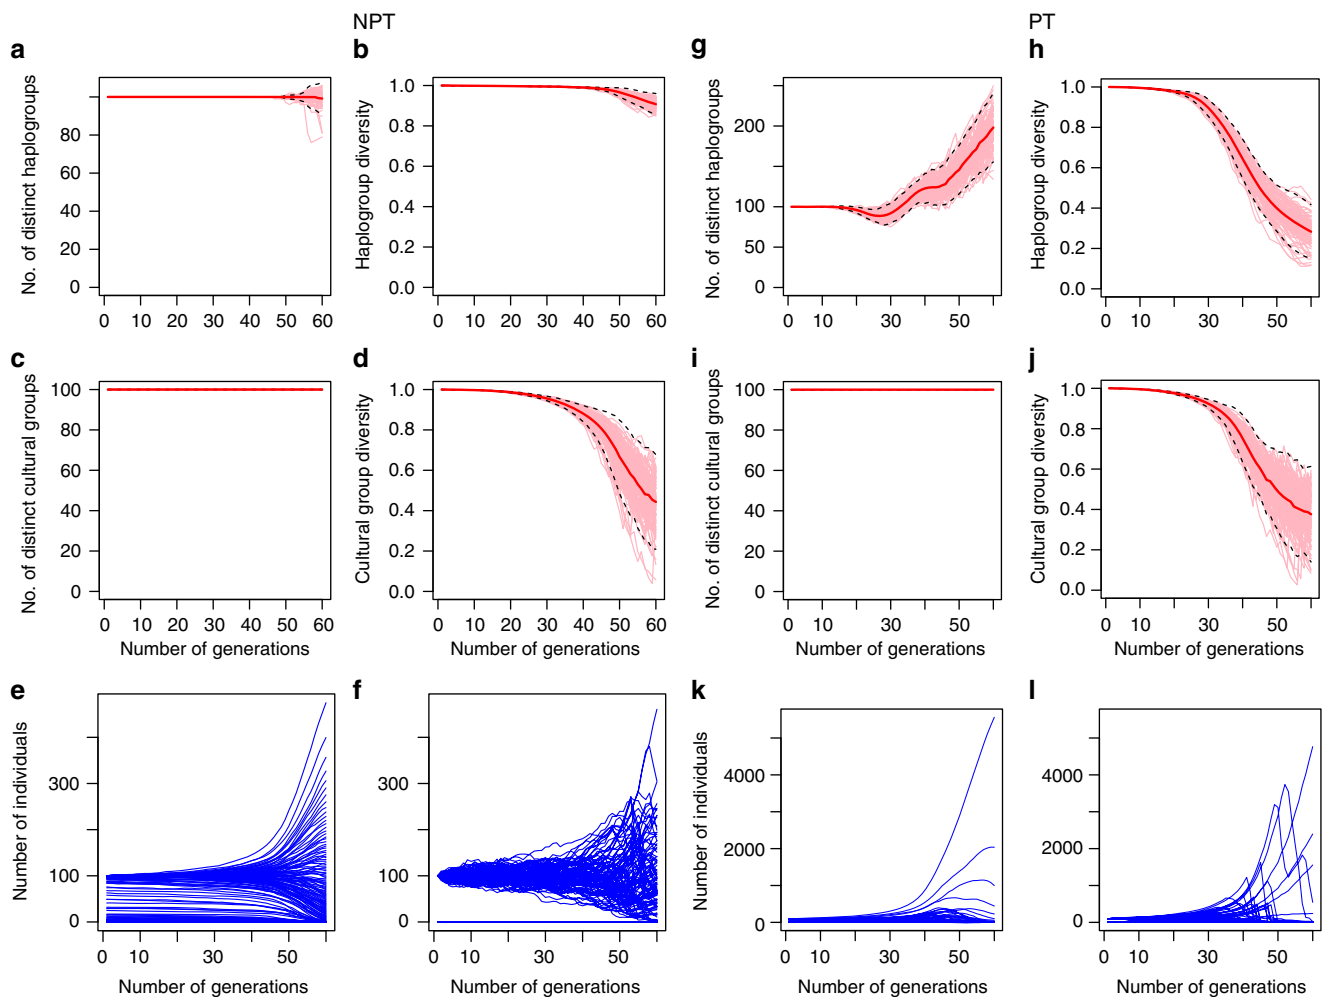 NPT
PT
a
b
g
h
No. of distinct haplogroups
80
60
40
20
0
0 10 20 30 40 50 60
Haplogroup diversity
1.0
0.8
0.6
0.4
0.2
0.0
0 10 20 30 40 50 60
No. of distinct haplogroups
200
100
50
0
0 10 30 50
Haplogroup diversity
1.0
0.8
0.6
0.4
0.2
0.0
0 10 30 50
c
d
i
j
No. of distinct cultural groups
100
80
60
40
20
0
0 10 20 30 40 50 60
Number of generations
Cultural group diversity
1.0
0.8
0.6
0.4
0.2
0.0
0 10 20 30 40 50 60
Number of generations
No. of distinct cultural groups
100
80
60
40
20
0
0 10 30 50
Number of generations
Cultural group diversity
1.0
0.8
0.6
0.4
0.2
0.0
0 10 30 50
Number of generations
e
f
k
l
Number of individuals
300
100
0
0 10 30 50
Number of generations
300
100
0
0 10 30 50
Number of generations
Number of individuals
4000
2000
0
0 10 30 50
Number of generations
4000
2000
0
0 10 30 50
Number of generations